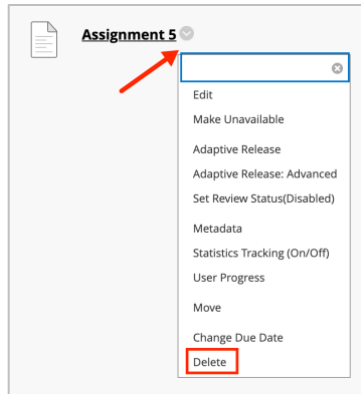 Assignment 5
Edit
Make Unavailable
Adaptive Release
Adaptive Release: Advanced
Set Review Status(Disabled)
Metadata
Statistics Tracking (On/Off)
User Progress
Move
Change Due Date
Delete